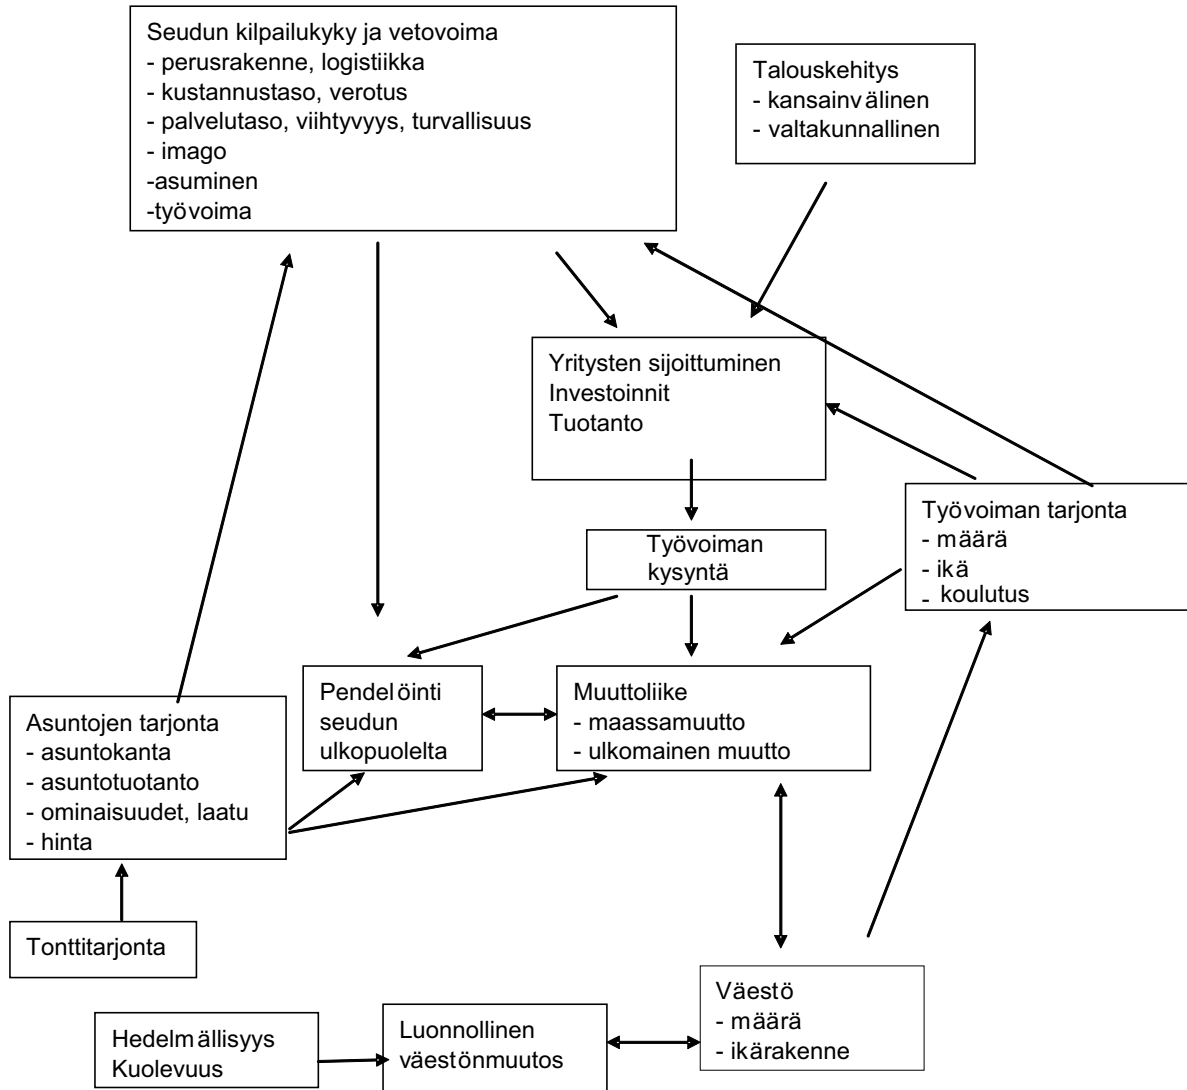 Seudun kilpailukyky ja vetovoima
- perusrakenne, logistiikka
- kustannustaso, verotus
- palvelutaso, viihtyvyys, turvallisuus
- imago
-asuminen
-työvoima
Talouskehitys
- kansainvälinen
- valtakunnallinen
Yritysten sijoittuminen
Investoinnit
Tuotanto
Työvoiman tarjonta
- määrä
- ikä
- koulutus
Työvoiman
kysyntä
Pendelöinti
seudun
ulkopuolelta
Muuttoliike
- maassamuutto
- ulkomainen muutto
Asuntojen tarjonta
- asuntokanta
- asuntotuotanto
- ominaisuudet, laatu
- hinta
Tonttitarjonta
Väestö
- määrä
- ikärakenne
Hedelmällisyys
Kuolevuus
Luonnollinen
väestönmuutos